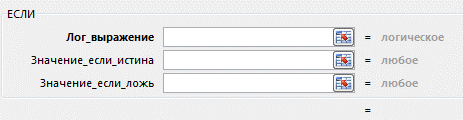 ЕСЛИ
Лог_выражение = логическое
Значение_если_истина = любое
Значение_если_ложь = любое
=